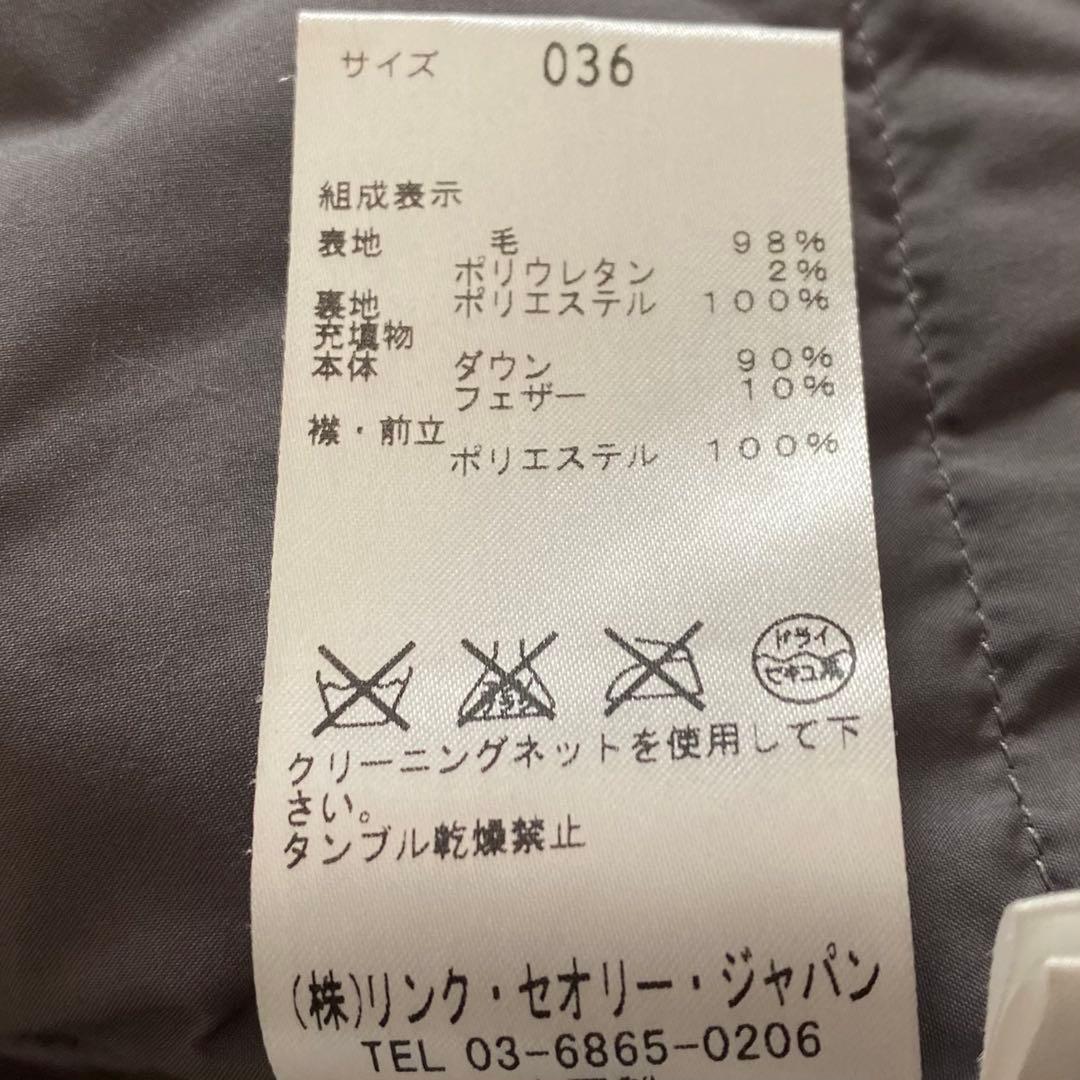 サイズ 036
組成表示
表地 毛 98%
ポリウレタン 2%
裏地 ポリエステル 100%
充填物
本体 ダウン 90%
フェザー 10%
襟・前立
ポリエステル 100%
ドライ
セキユ系
クリーニングネットを使用して下
さい。
タンブル乾燥禁止
(株)リンク・セオリー・ジャパン
TEL 03-6865-0206